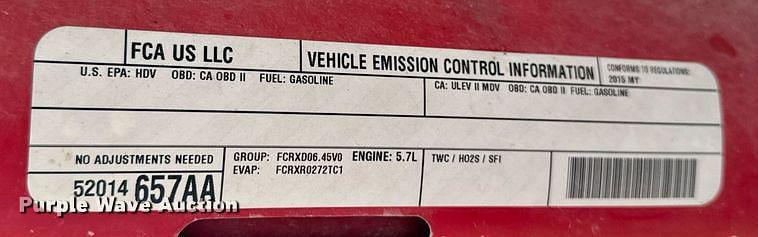 FCA US LLC
VEHICLE EMISSION CONTROL INFORMATION
CONFORMS TO REGULATIONS:
2015 MY
U.S. EPA: HDV OBD: CA OBD II FUEL: GASOLINE
CA: ULEV II MDV OBD: CA OBD II FUEL: GASOLINE
NO ADJUSTMENTS NEEDED
52014 657AA
GROUP: FCRXD06.45V0 ENGINE: 5.7L
EVAP: FCRXR0272TC1
TWC / HO2S / SFI
Purple Wave Auction